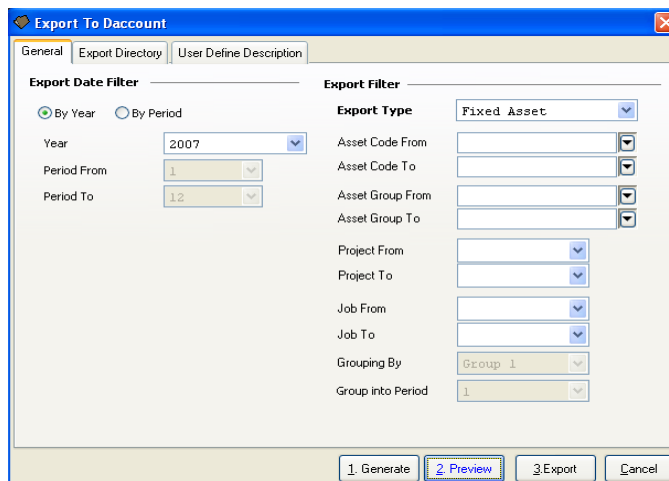 Export To Daccount
General Export Directory User Define Description
Export Date Filter
By Year By Period
Year 2007
Period From 1
Period To 12
Export Filter
Export Type Fixed Asset
Asset Code From
Asset Code To
Asset Group From
Asset Group To
Project From
Project To
Job From
Job To
Grouping By Group 1
Group into Period 1
1. Generate 2. Preview 3.Export Cancel